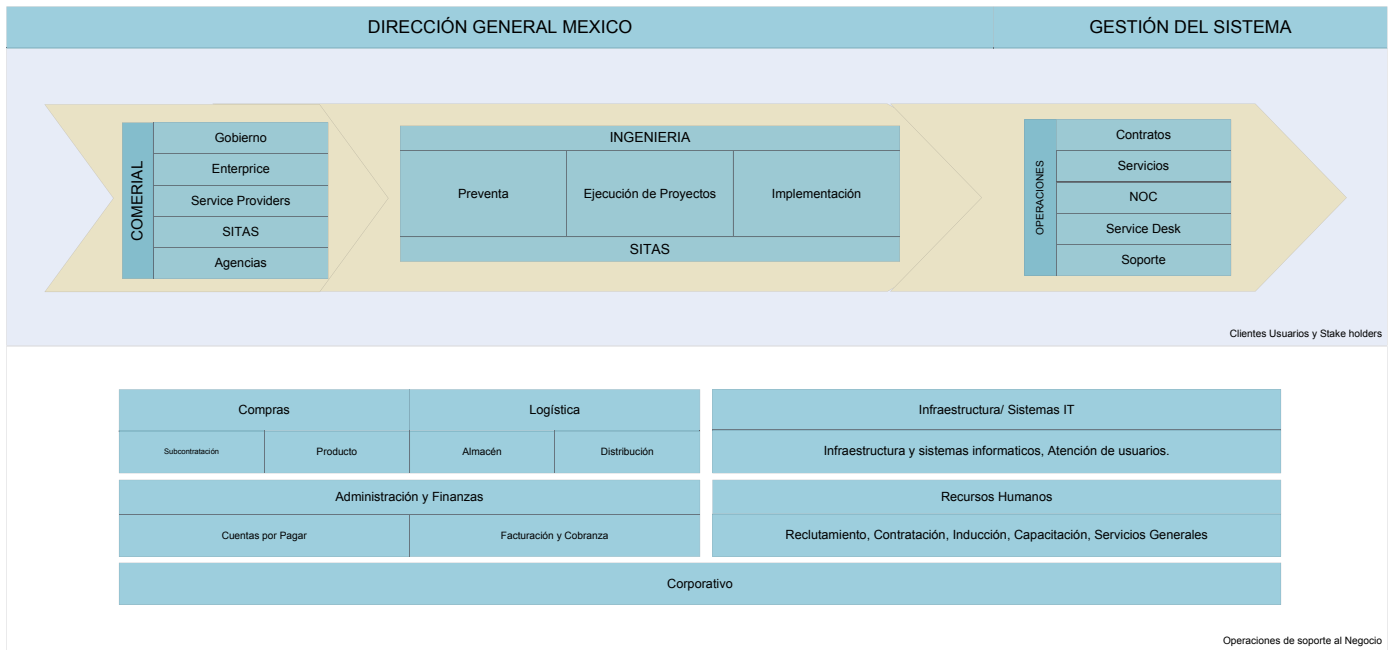 DIRECCIÓN GENERAL MEXICO
GESTIÓN DEL SISTEMA
COMERIAL
Gobierno
Enterprice
Service Providers
SITAS
Agencias
INGENIERIA
Preventa
Ejecución de Proyectos
Implementación
SITAS
OPERACIONES
Contratos
Servicios
NOC
Service Desk
Soporte
Clientes Usuarios y Stake holders
Compras
Logística
Subcontratación
Producto
Almacén
Distribución
Infraestructura/ Sistemas IT
Infraestructura y sistemas informaticos, Atención de usuarios.
Administración y Finanzas
Cuentas por Pagar
Facturación y Cobranza
Recursos Humanos
Reclutamiento, Contratación, Inducción, Capacitación, Servicios Generales
Corporativo
Operaciones de soporte al Negocio